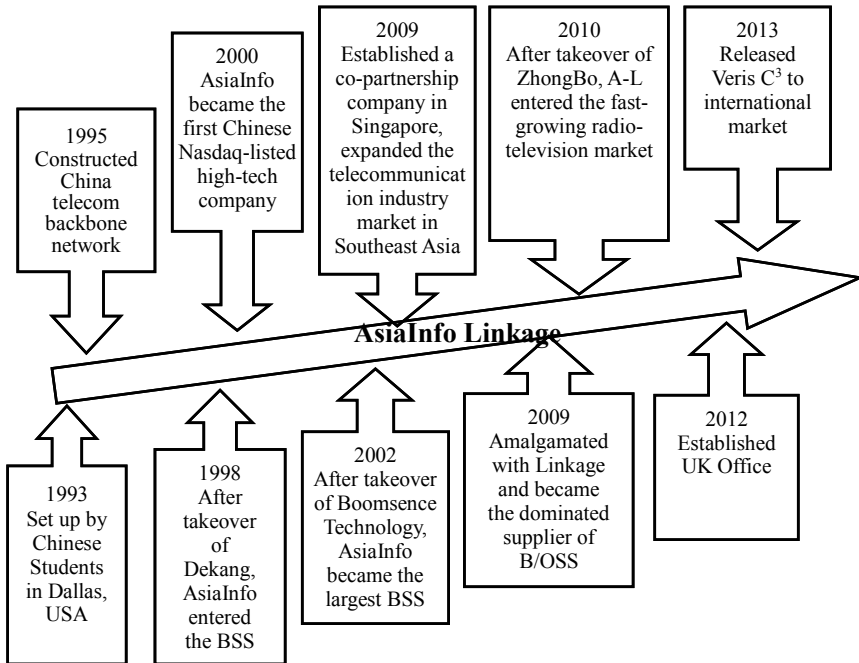 1995
Constructed
China
telecom
backbone
network
2000
AsiaInfo
became the
first Chinese
Nasdaq-listed
high-tech
company
2009
Established a
co-partnership
company in
Singapore,
expanded the
telecommunicat
ion industry
market in
Southeast Asia
2010
After takeover of
ZhongBo, A-L
entered the fast-
growing radio-
television market
2013
Released
Veris C³ to
international
market
AsiaInfo Linkage
1993
Set up by
Chinese
Students
in Dallas,
USA
1998
After
takeover
of
Dekang,
AsiaInfo
entered
the BSS
2002
After takeover
of Boomsence
Technology,
AsiaInfo
became the
largest BSS
2009
Amalgamated
with Linkage
and became
the dominated
supplier of
B/OSS
2012
Established
UK Office